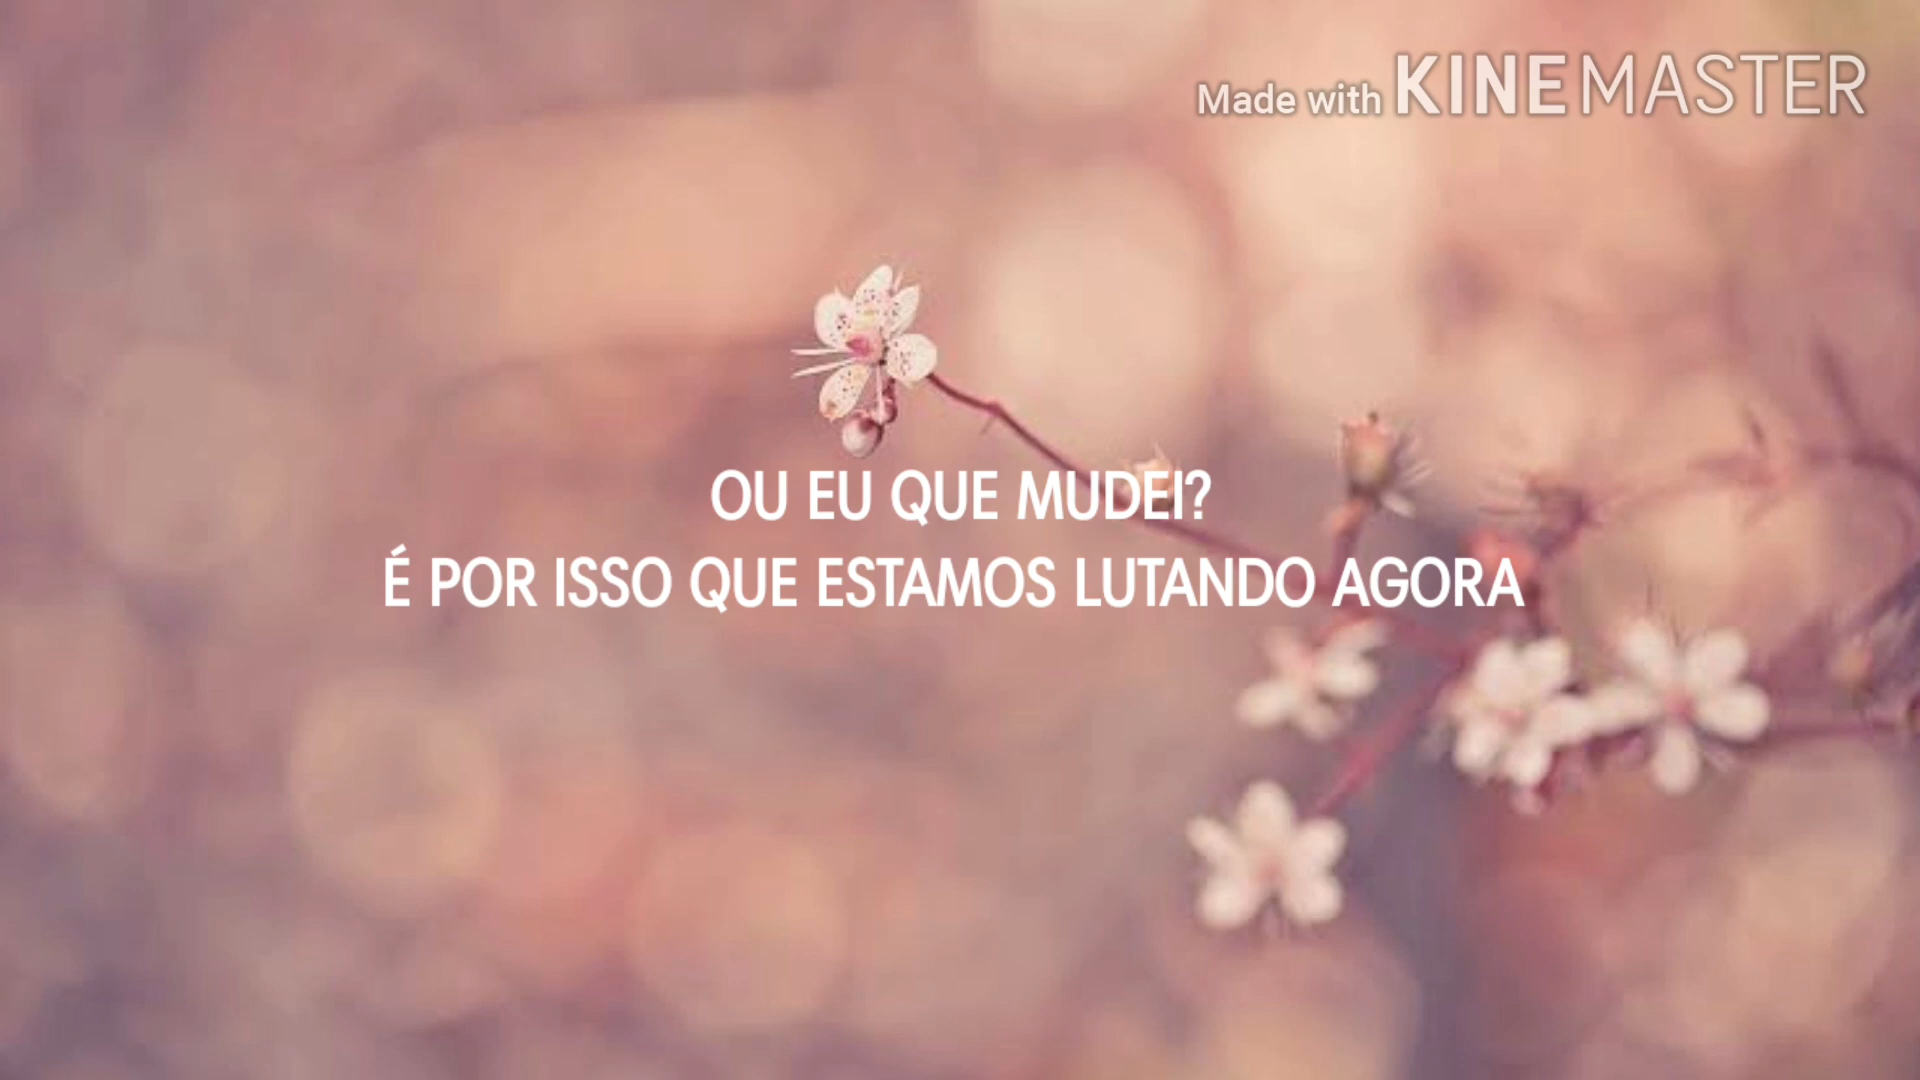 Made with KINEMASTER
OU EU QUE MUDEI?
É POR ISSO QUE ESTAMOS LUTANDO AGORA